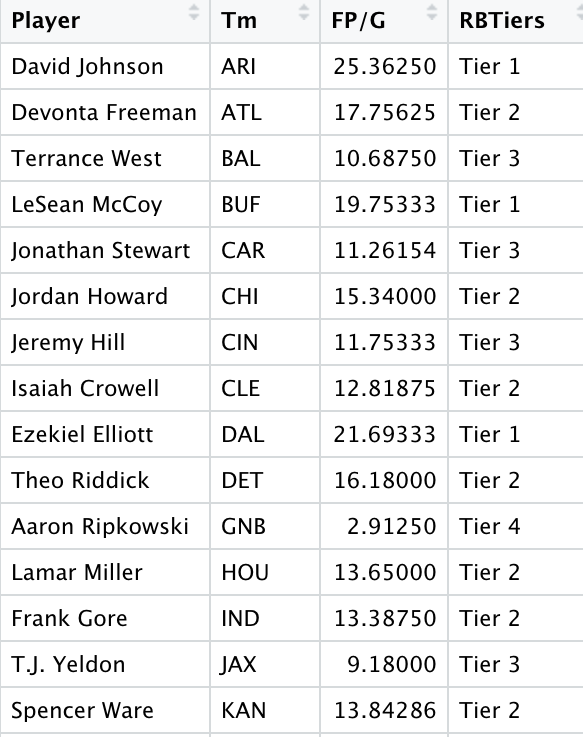 Player Tm FP/G RBTiers
David Johnson ARI 25.36250 Tier 1
Devonta Freeman ATL 17.75625 Tier 2
Terrance West BAL 10.68750 Tier 3
LeSean McCoy BUF 19.75333 Tier 1
Jonathan Stewart CAR 11.26154 Tier 3
Jordan Howard CHI 15.34000 Tier 2
Jeremy Hill CIN 11.75333 Tier 3
Isaiah Crowell CLE 12.81875 Tier 2
Ezekiel Elliott DAL 21.69333 Tier 1
Theo Riddick DET 16.18000 Tier 2
Aaron Ripkowski GNB 2.91250 Tier 4
Lamar Miller HOU 13.65000 Tier 2
Frank Gore IND 13.38750 Tier 2
T.J. Yeldon JAX 9.18000 Tier 3
Spencer Ware KAN 13.84286 Tier 2